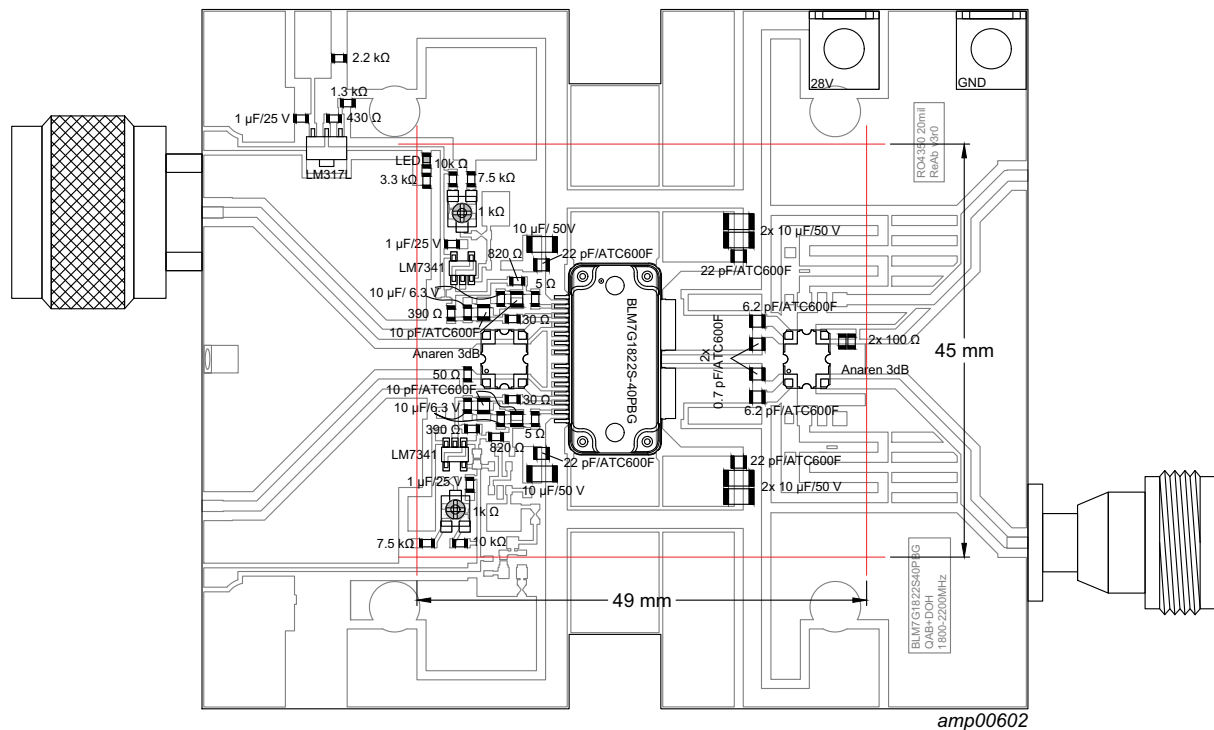 2.2 kΩ
1.3 kΩ
1 μF/25 V
430 Ω
LM317L
28V
GND
RO4350 20mil
ReAb v3r0
LED
10k Ω
3.3 kΩ
7.5 kΩ
1 kΩ
10 μF/ 50V
2x 10 μF/50 V
1 μF/25 V
820 Ω
22 pF/ATC600F
22 pF/ATC600F
LM7341
5 Ω
10 μF/ 6.3 V
390 Ω
30 Ω
6.2 pF/ATC600F
10 pF/ATC600F
BLM7G1822S-40PBG
2x
0.7 pF/ATC600F
2x 100 Ω
45 mm
Anaren 3dB
Anaren 3dB
50 Ω
10 pF/ATC600F
30 Ω
10 μF/6.3 V
6.2 pF/ATC600F
390 Ω
5 Ω
820 Ω
LM7341
22 pF/ATC600F
22 pF/ATC600F
1 μF/25 V
10 μF/50 V
2x 10 μF/50 V
1k Ω
7.5 kΩ
10 kΩ
49 mm
BLM7G1822S40PBG
QAB+DOH
1800-2200MHz
amp00602